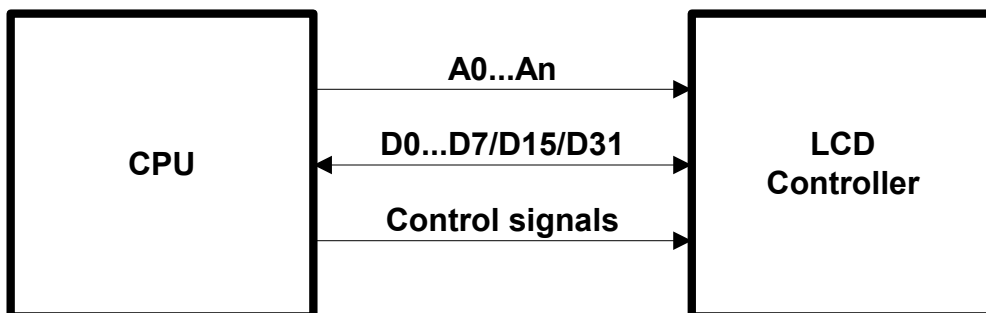 CPU
A0...An
D0...D7/D15/D31
Control signals
LCD
Controller